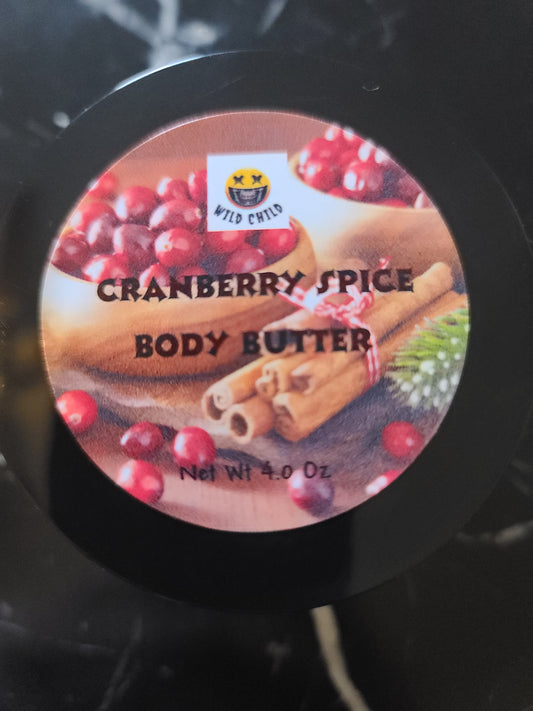 WILD CHILD
CRANBERRY SPICE
BODY BUTTER
Net Wt 4.0 Oz